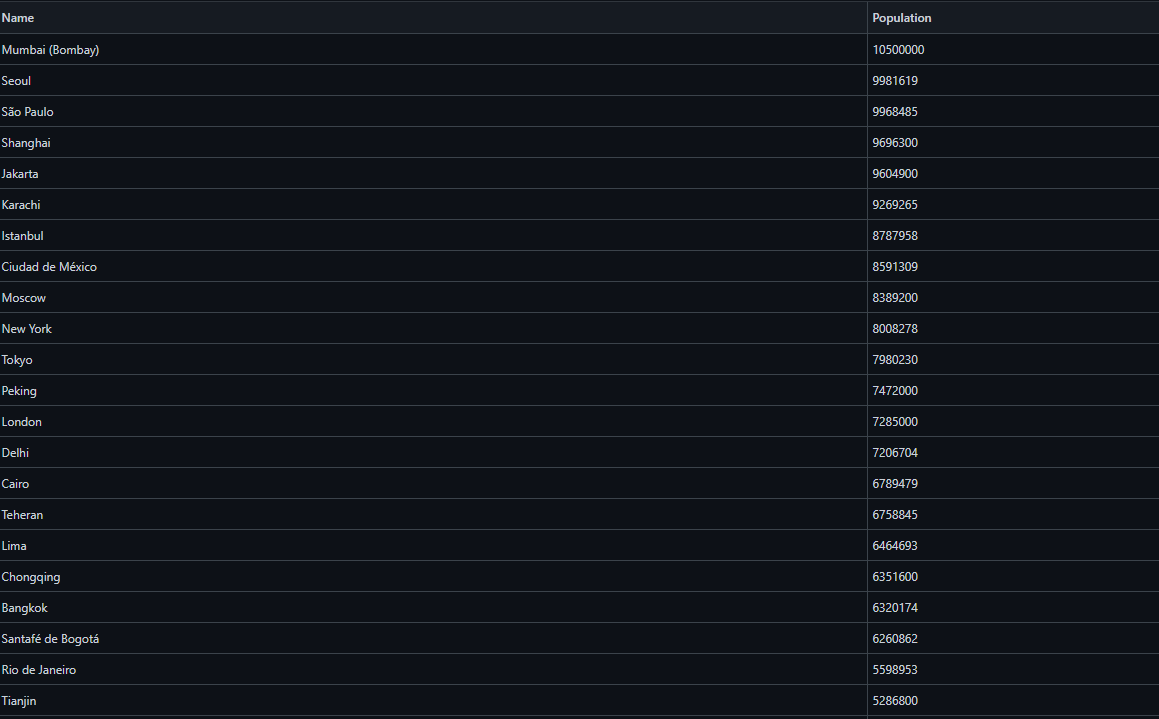 Name Population
Mumbai (Bombay) 10500000
Seoul 9981619
São Paulo 9968485
Shanghai 9696300
Jakarta 9604900
Karachi 9269265
Istanbul 8787958
Ciudad de México 8591309
Moscow 8389200
New York 8008278
Tokyo 7980230
Peking 7472000
London 7285000
Delhi 7206704
Cairo 6789479
Teheran 6758845
Lima 6464693
Chongqing 6351600
Bangkok 6320174
Santafé de Bogotá 6260862
Rio de Janeiro 5598953
Tianjin 5286800